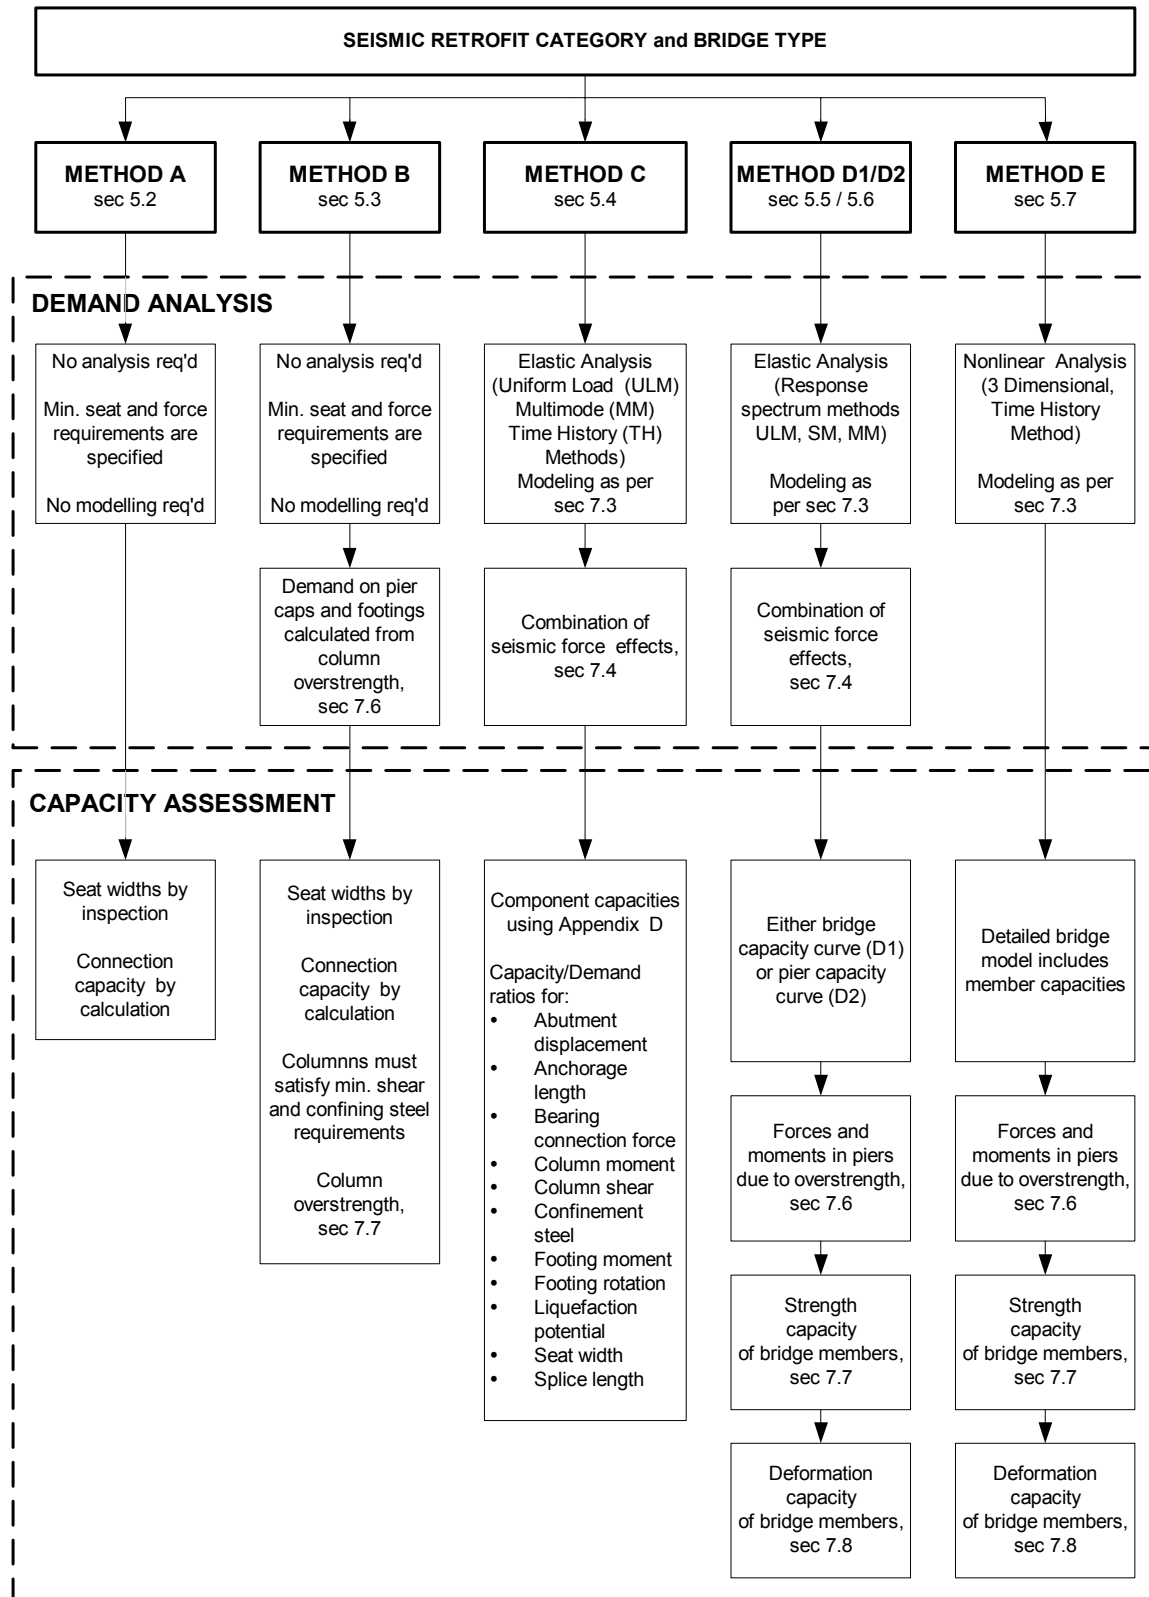 SEISMIC RETROFIT CATEGORY and BRIDGE TYPE
METHOD A
sec 5.2
METHOD B
sec 5.3
METHOD C
sec 5.4
METHOD D1/D2
sec 5.5 / 5.6
METHOD E
sec 5.7
DEMAND ANALYSIS
No analysis req'd
Min. seat and force
requirements are
specified
No modelling req'd
No analysis req'd
Min. seat and force
requirements are
specified
No modelling req'd
Demand on pier
caps and footings
calculated from
column
overstrength,
sec 7.6
Elastic Analysis
(Uniform Load (ULM)
Multimode (MM)
Time History (TH)
Methods)
Modeling as per
sec 7.3
Combination of
seismic force effects,
sec 7.4
Elastic Analysis
(Response
spectrum methods
ULM, SM, MM)
Modeling as
per sec 7.3
Combination of
seismic force
effects,
sec 7.4
Nonlinear Analysis
(3 Dimensional,
Time History
Method)
Modeling as per
sec 7.3
CAPACITY ASSESSMENT
Seat widths by
inspection
Connection
capacity by
calculation
Seat widths by
inspection
Connection
capacity by
calculation
Columnns must
satisfy min. shear
and confining steel
requirements
Column
overstrength,
sec 7.7
Component capacities
using Appendix D
Capacity/Demand
ratios for:
• Abutment
displacement
• Anchorage
length
• Bearing
connection force
• Column moment
• Column shear
• Confinement
steel
• Footing moment
• Footing rotation
• Liquefaction
potential
• Seat width
• Splice length
Either bridge
capacity curve (D1)
or pier capacity
curve (D2)
Forces and
moments in piers
due to overstrength,
sec 7.6
Strength
capacity
of bridge members,
sec 7.7
Deformation
capacity
of bridge members,
sec 7.8
Detailed bridge
model includes
member capacities
Forces and
moments in piers
due to overstrength,
sec 7.6
Strength
capacity
of bridge members,
sec 7.7
Deformation
capacity
of bridge members,
sec 7.8